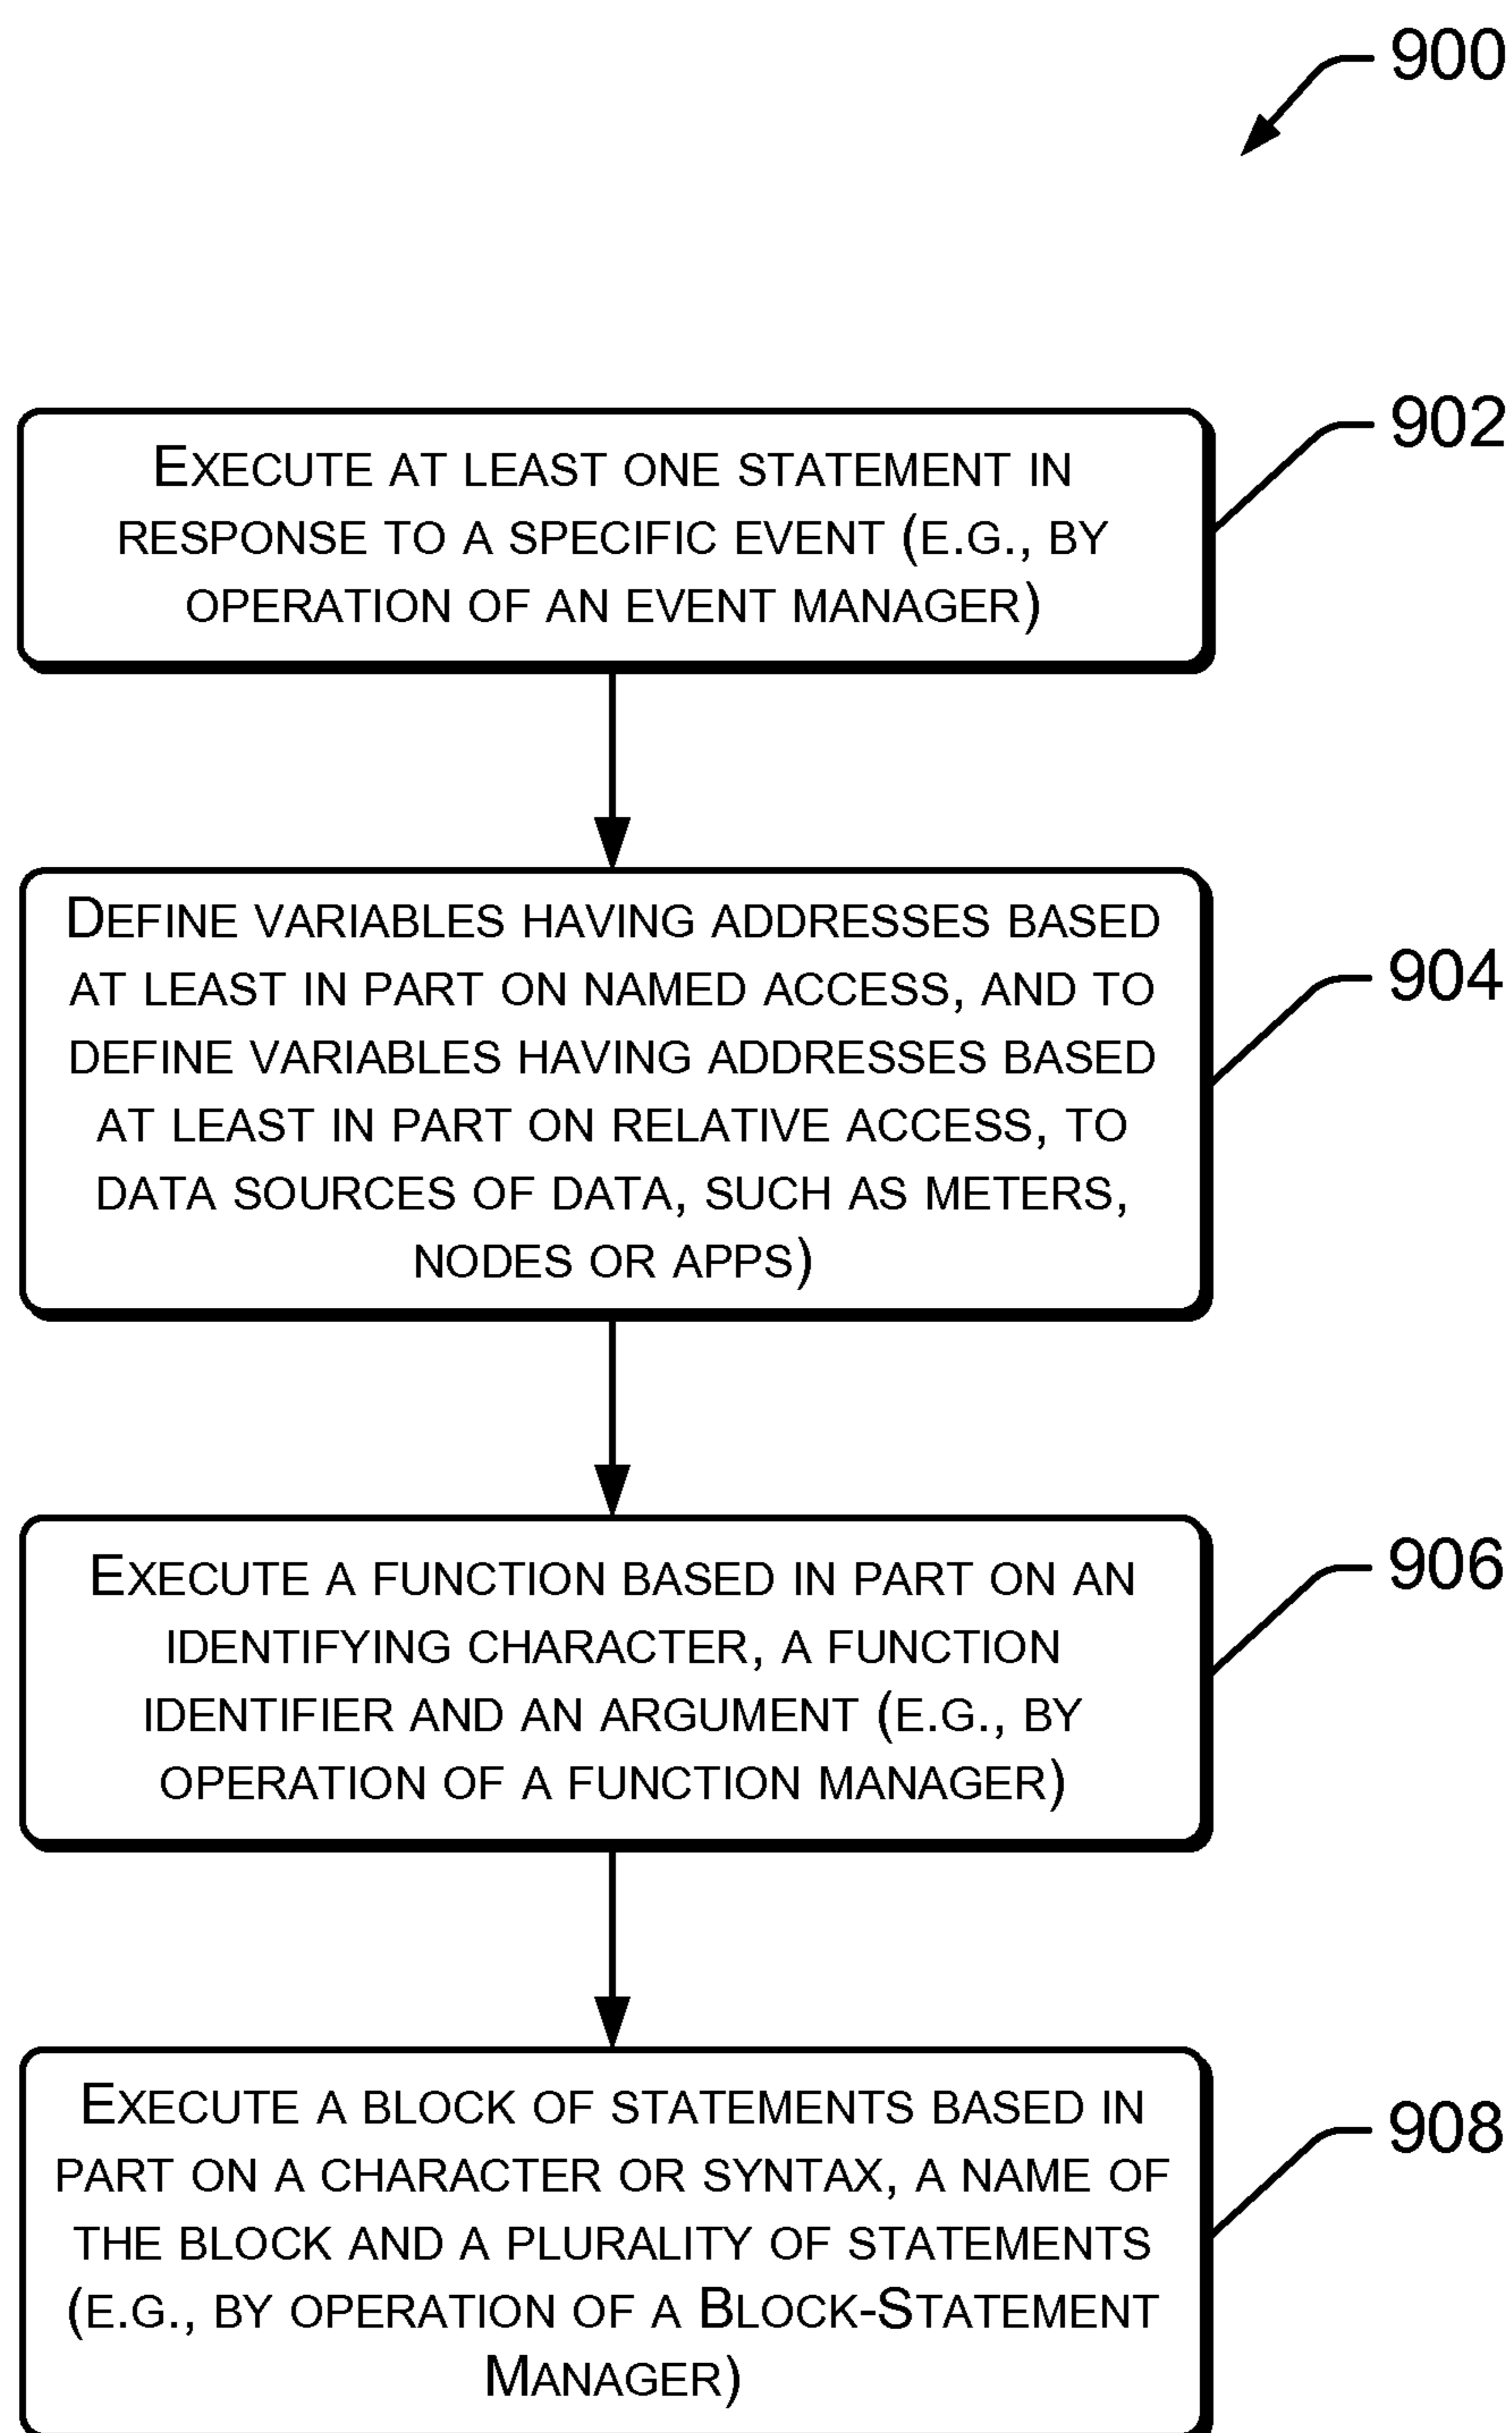 900
902
EXECUTE AT LEAST ONE STATEMENT IN
RESPONSE TO A SPECIFIC EVENT (E.G., BY
OPERATION OF AN EVENT MANAGER)
904
DEFINE VARIABLES HAVING ADDRESSES BASED
AT LEAST IN PART ON NAMED ACCESS, AND TO
DEFINE VARIABLES HAVING ADDRESSES BASED
AT LEAST IN PART ON RELATIVE ACCESS, TO
DATA SOURCES OF DATA, SUCH AS METERS,
NODES OR APPS)
906
EXECUTE A FUNCTION BASED IN PART ON AN
IDENTIFYING CHARACTER, A FUNCTION
IDENTIFIER AND AN ARGUMENT (E.G., BY
OPERATION OF A FUNCTION MANAGER)
908
EXECUTE A BLOCK OF STATEMENTS BASED IN
PART ON A CHARACTER OR SYNTAX, A NAME OF
THE BLOCK AND A PLURALITY OF STATEMENTS
(E.G., BY OPERATION OF A BLOCK-STATEMENT
MANAGER)